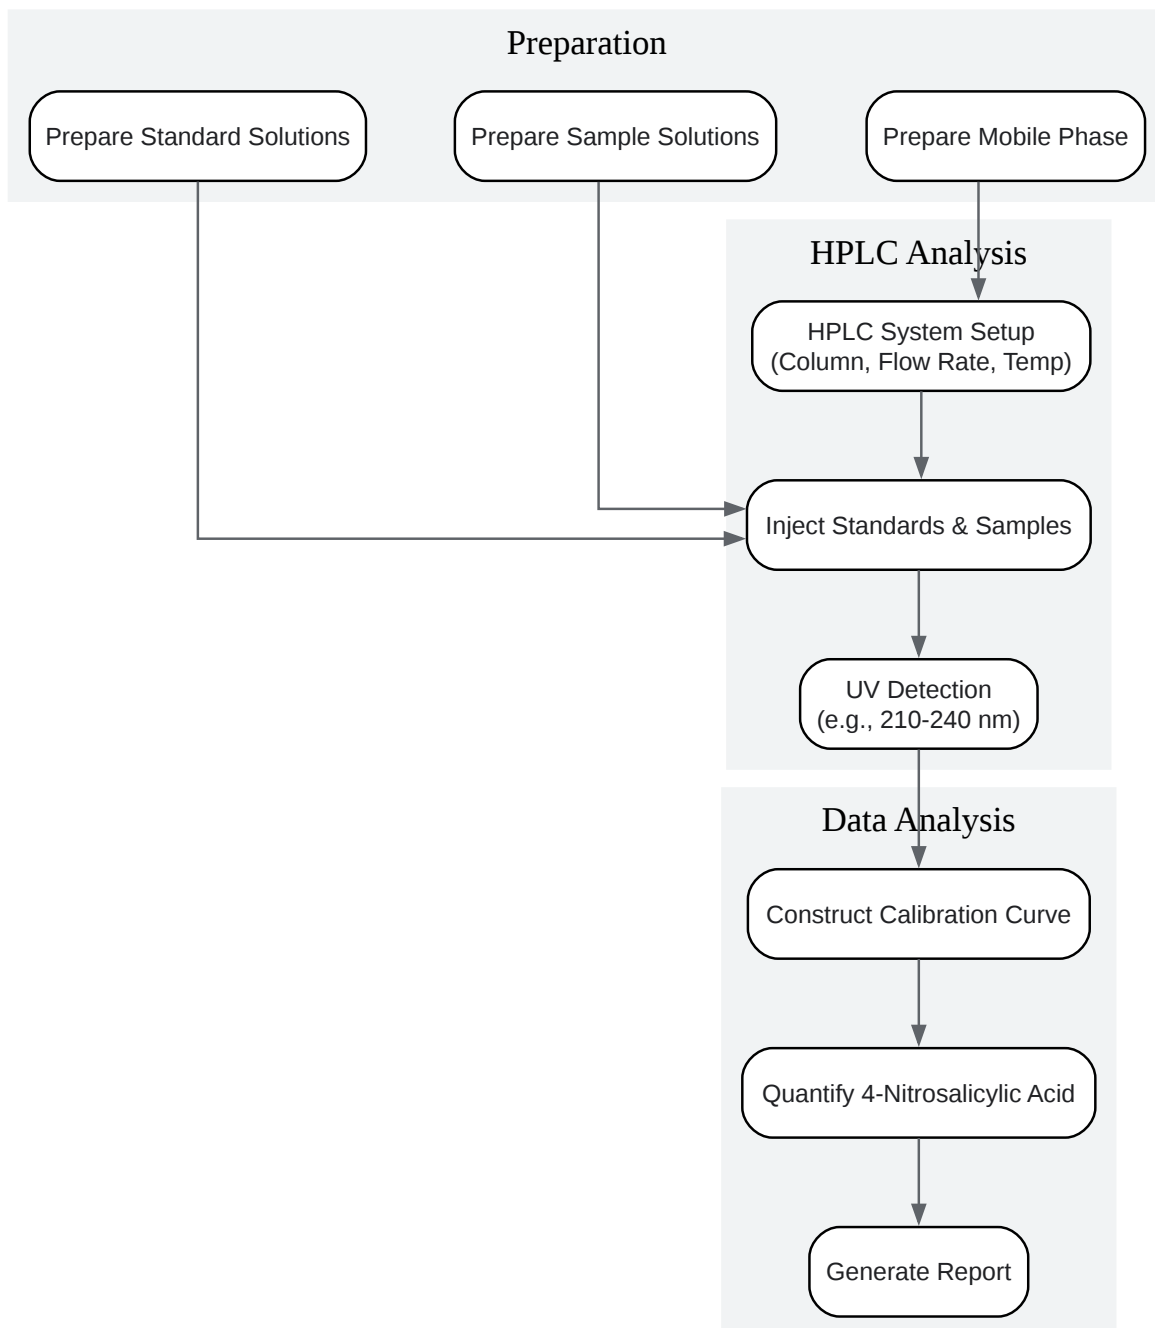 Preparation
Prepare Standard Solutions
Prepare Sample Solutions
Prepare Mobile Phase
HPLC Analysis
HPLC System Setup
(Column, Flow Rate, Temp)
Inject Standards & Samples
UV Detection
(e.g., 210-240 nm)
Data Analysis
Construct Calibration Curve
Quantify 4-Nitrosalicylic Acid
Generate Report